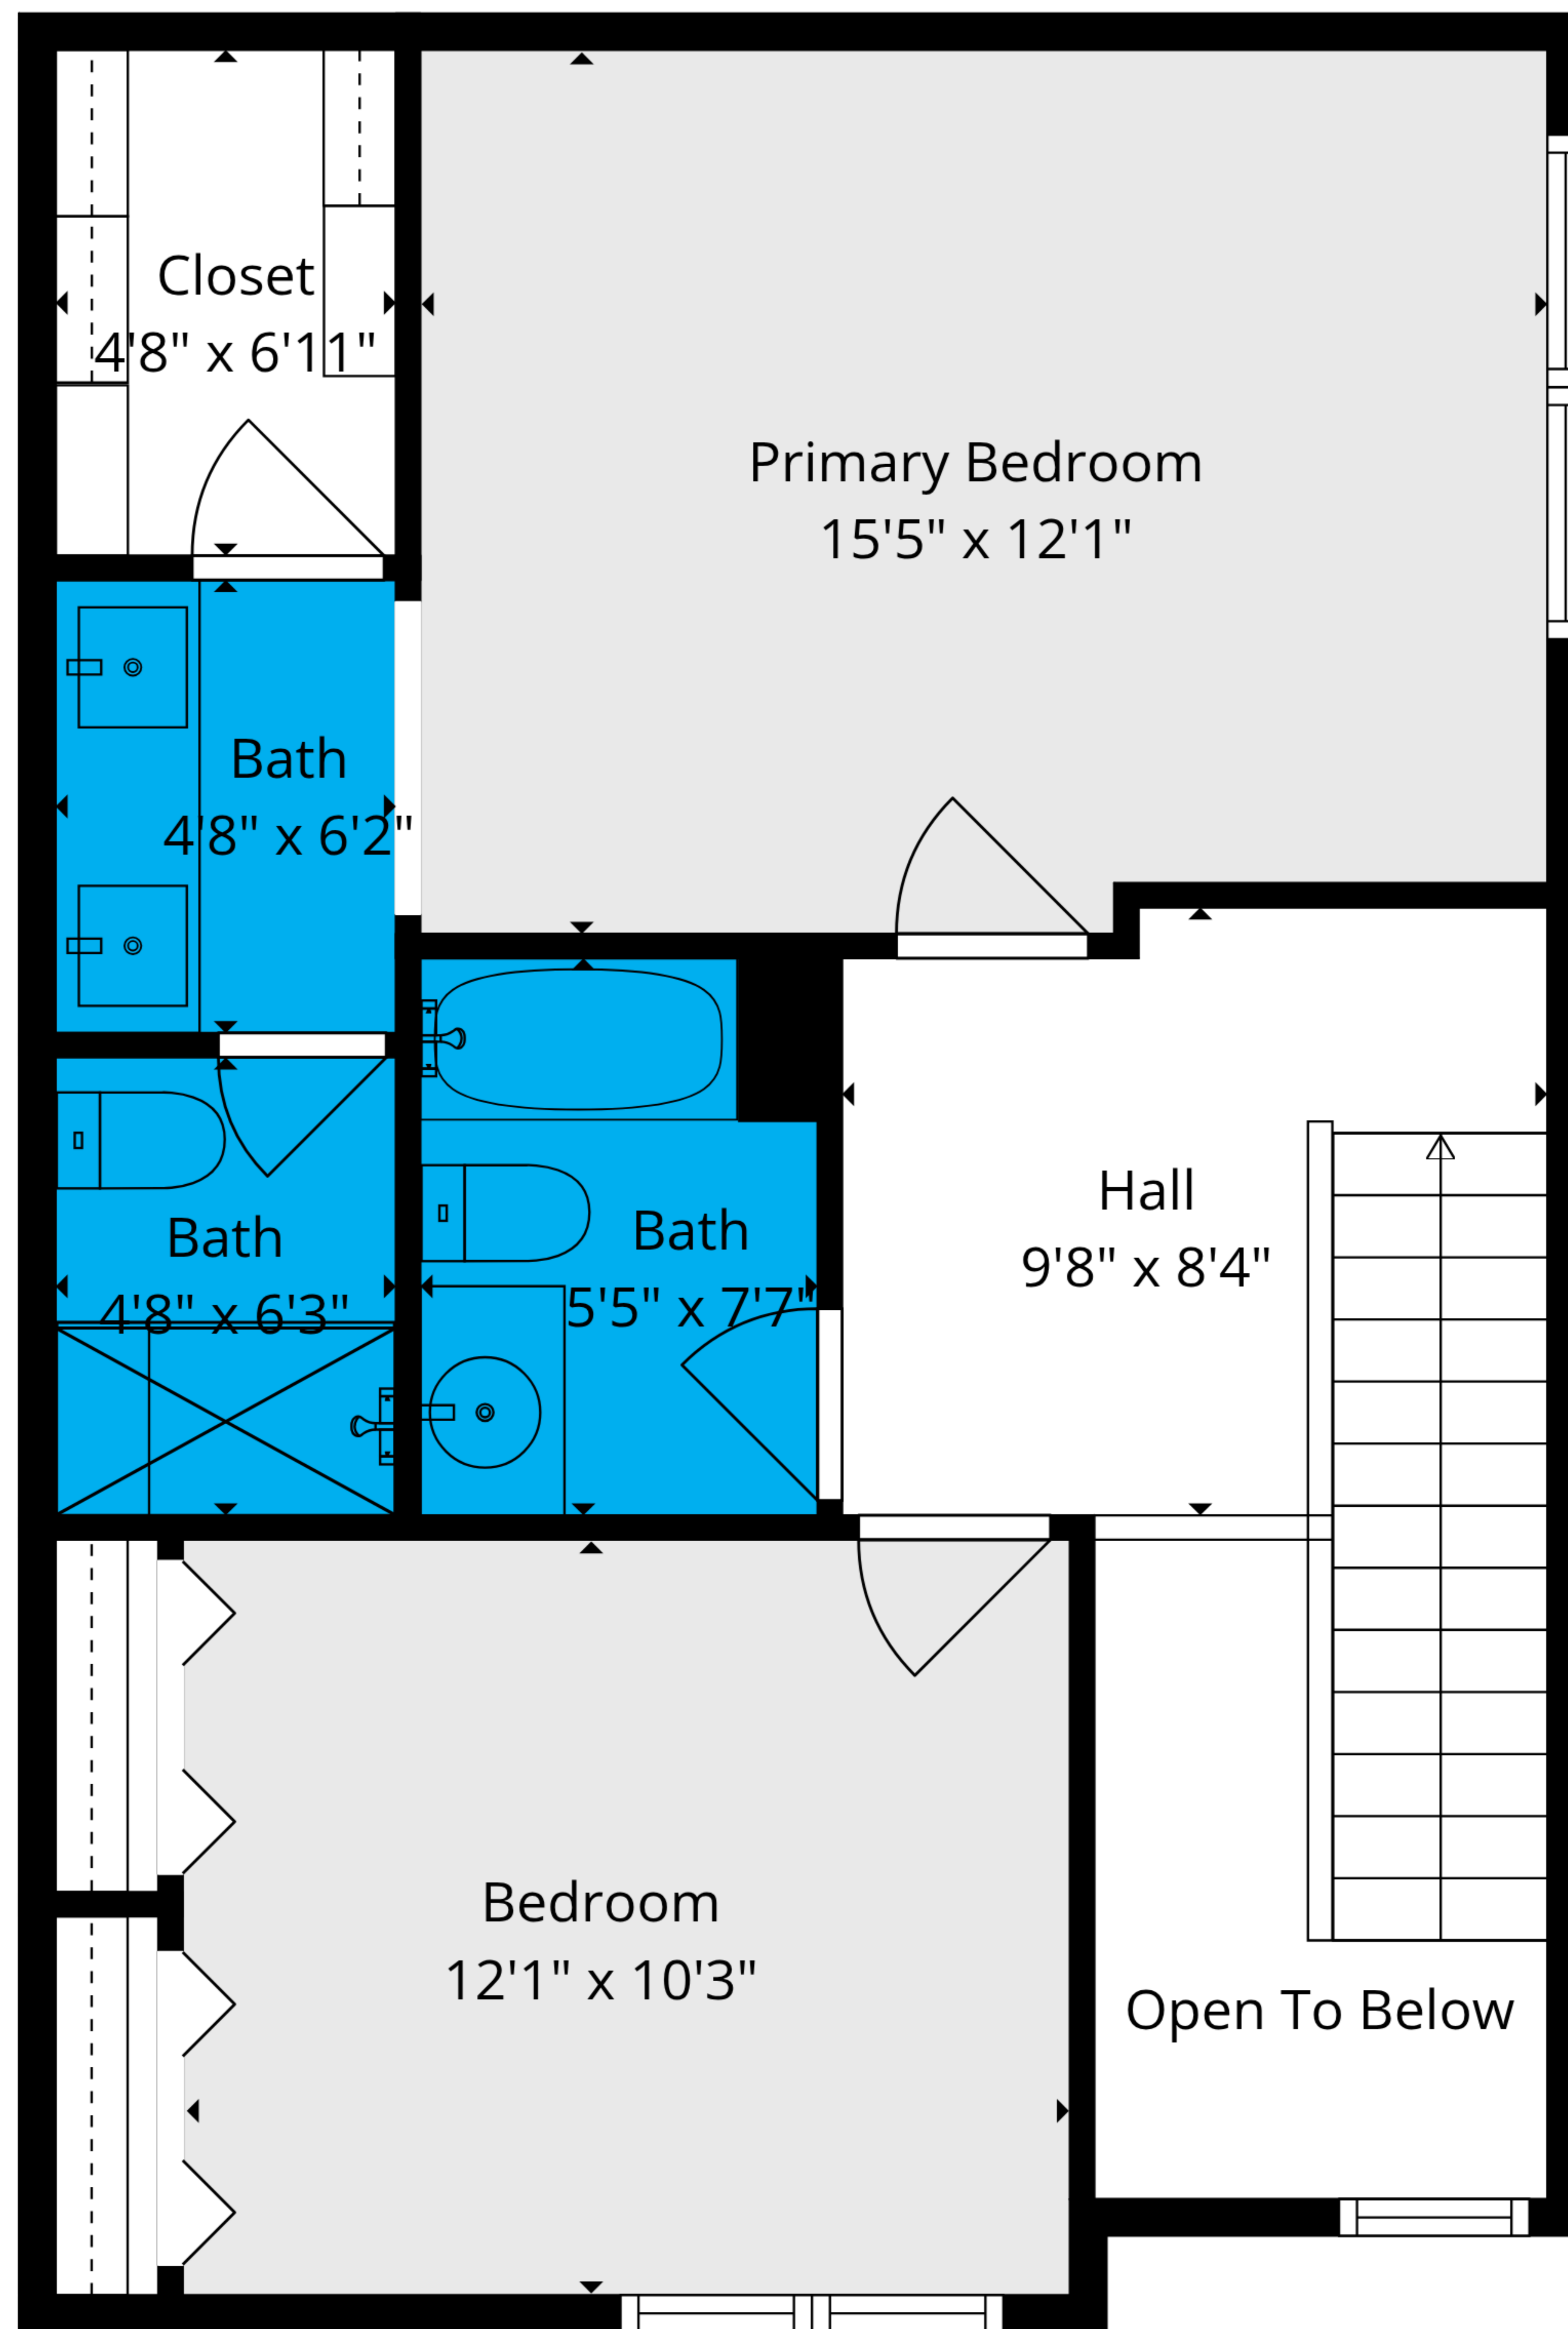 Closet
4'8" x 6'11"
Primary Bedroom
15'5" x 12'1"
Bath
4'8" x 6'2"
Bath
4'8" x 6'3"
Bath
5'5" x 7'7"
Hall
9'8" x 8'4"
Bedroom
12'1" x 10'3"
Open To Below